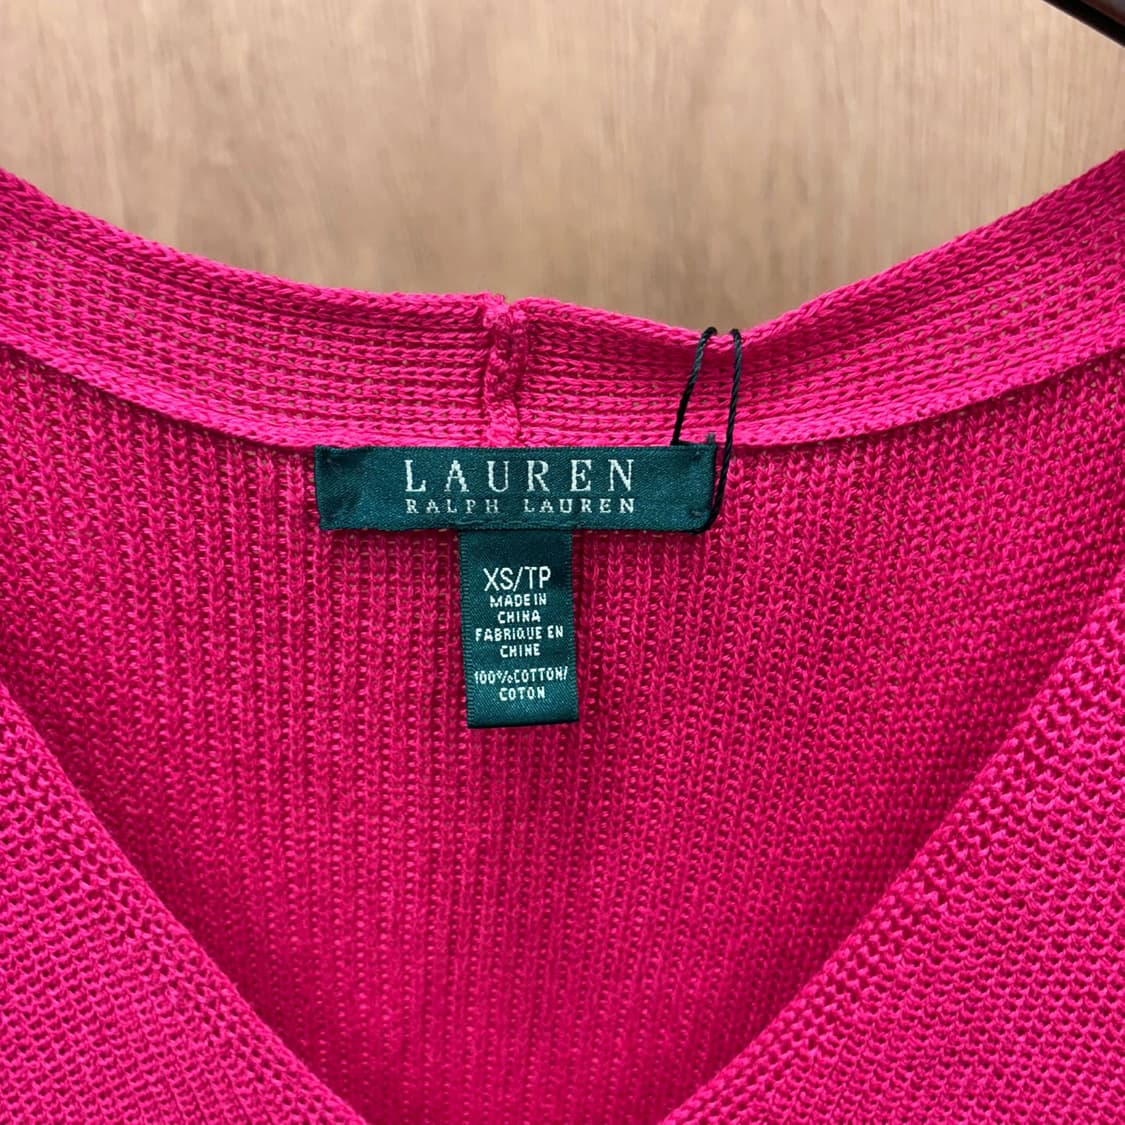 LAUREN
RALPH LAUREN
XS/TP
MADE IN
CHINA
FABRIQUE EN
CHINE
100%COTTON/
COTON